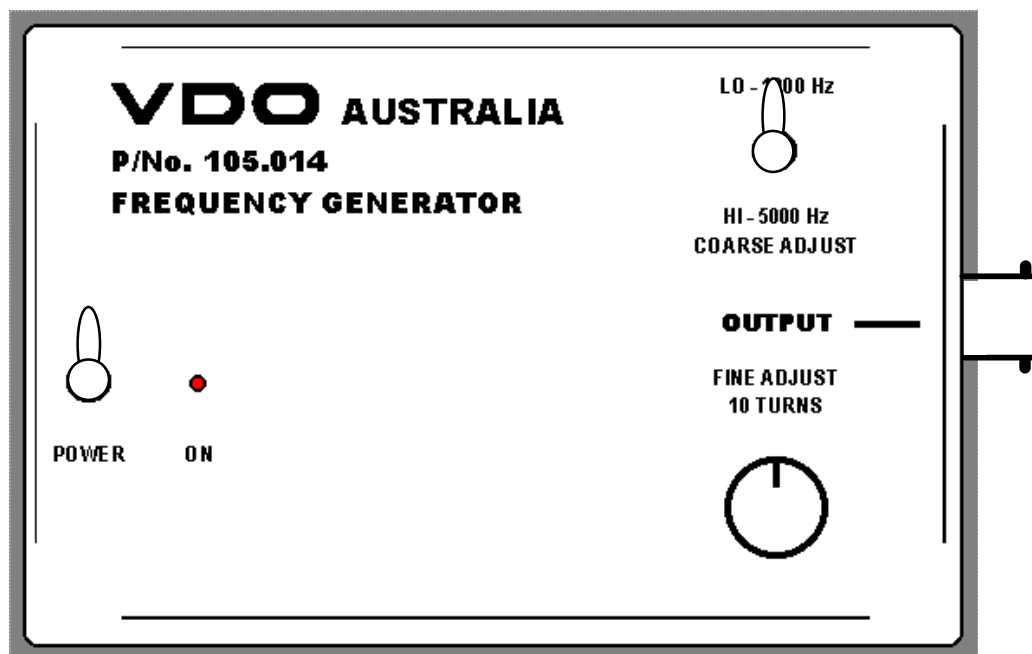 VDO AUSTRALIA
P/No. 105.014
FREQUENCY GENERATOR
LO - Hz
HI - 5000 Hz
COARSE ADJUST
OUTPUT
FINE ADJUST
10 TURNS
POWER
ON